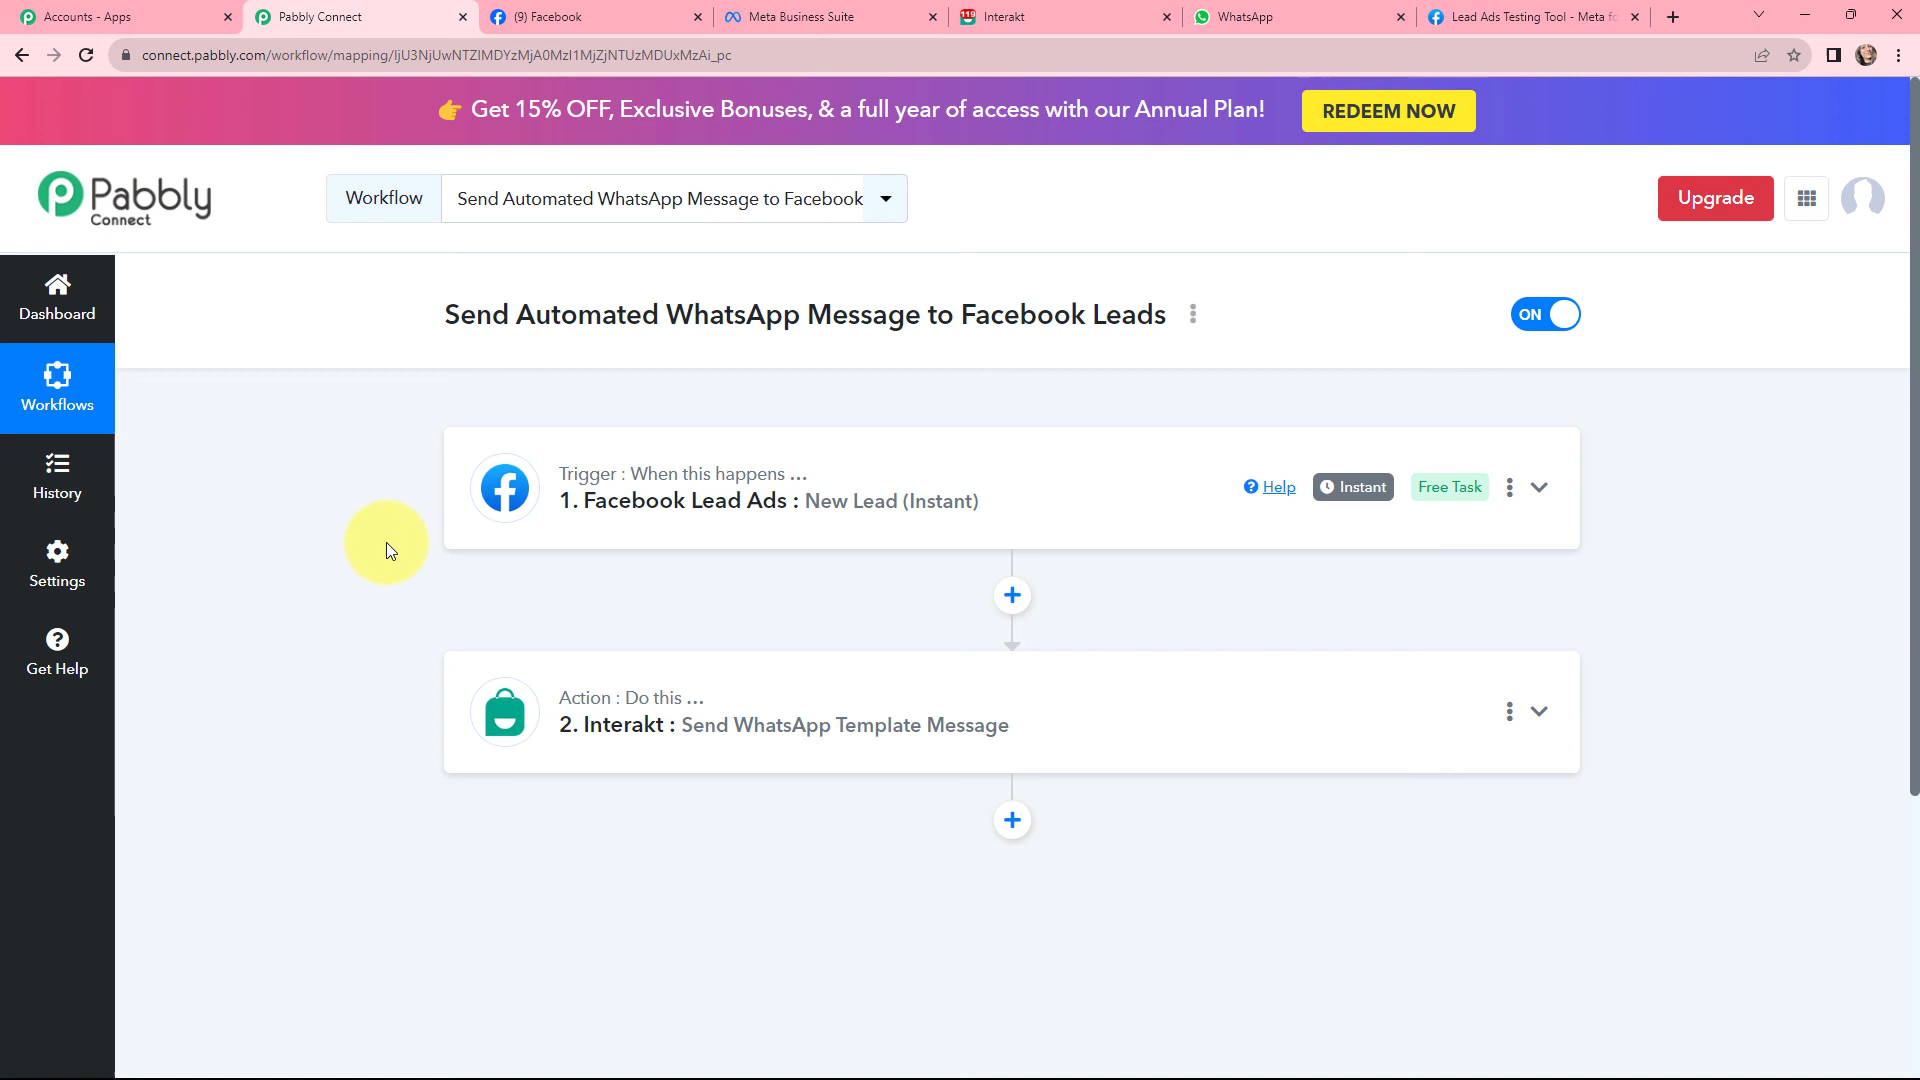 Accounts - Apps
Pabbly Connect
(9) Facebook
Meta Business Suite
119
Interakt
WhatsApp
Lead Ads Testing Tool - Meta fo
connect.pabbly.com/workflow/mapping/
👉 Get 15% OFF, Exclusive Bonuses, & a full year of access with our Annual Plan!
REDEEM NOW
Pabbly
Connect
Workflow
Send Automated WhatsApp Message to Facebook
Upgrade
Dashboard
Workflows
History
Settings
Get Help
Send Automated WhatsApp Message to Facebook Leads
ON
Trigger : When this happens ...
1. Facebook Lead Ads : New Lead (Instant)
Help
Instant
Free Task
Action : Do this ...
2. Interakt : Send WhatsApp Template Message